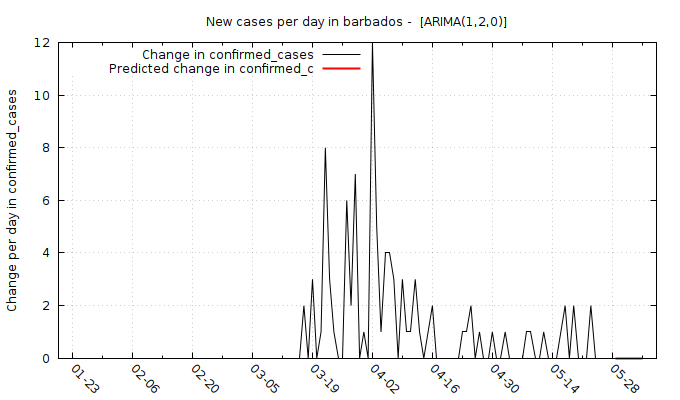 New cases per day in barbados -  [ARIMA(1,2,0)]
Change in confirmed_cases
Predicted change in confirmed_c
Change per day in confirmed_cases
12
10
8
6
4
2
0
01-23 02-06 02-20 03-05 03-19 04-02 04-16 04-30 05-14 05-28